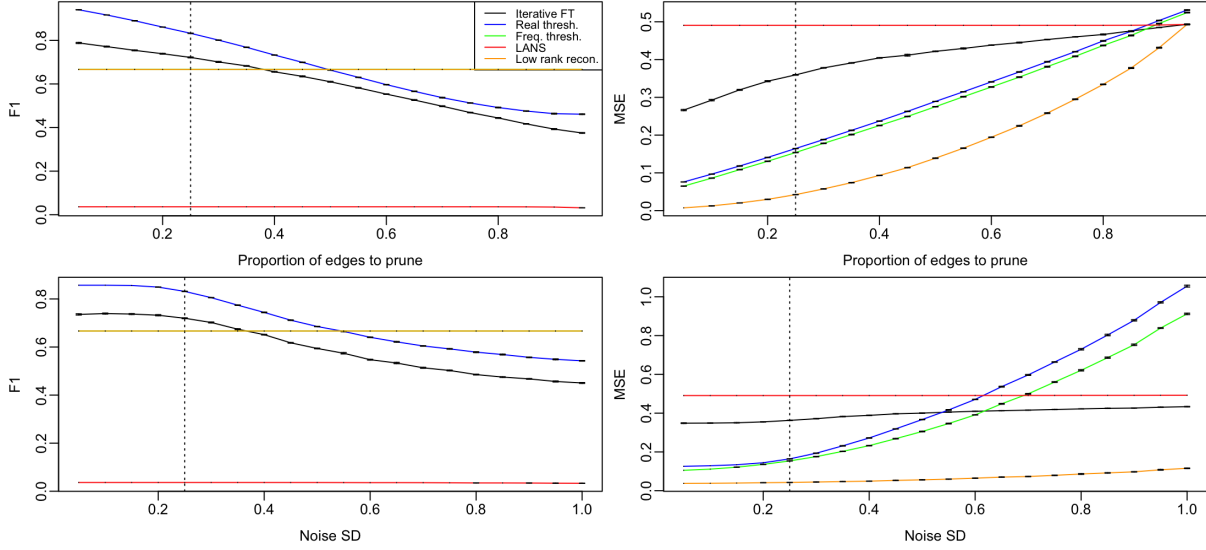 F1
0.0 0.2 0.4 0.6 0.8
0.2 0.4 0.6 0.8
Proportion of edges to prune
Iterative FT
Real thresh.
Freq. thresh.
LANS
Low rank recon.
MSE
0.0 0.1 0.2 0.3 0.4 0.5
0.2 0.4 0.6 0.8
Proportion of edges to prune
F1
0.0 0.2 0.4 0.6 0.8
0.2 0.4 0.6 0.8 1.0
Noise SD
MSE
0.0 0.2 0.4 0.6 0.8 1.0
0.2 0.4 0.6 0.8 1.0
Noise SD